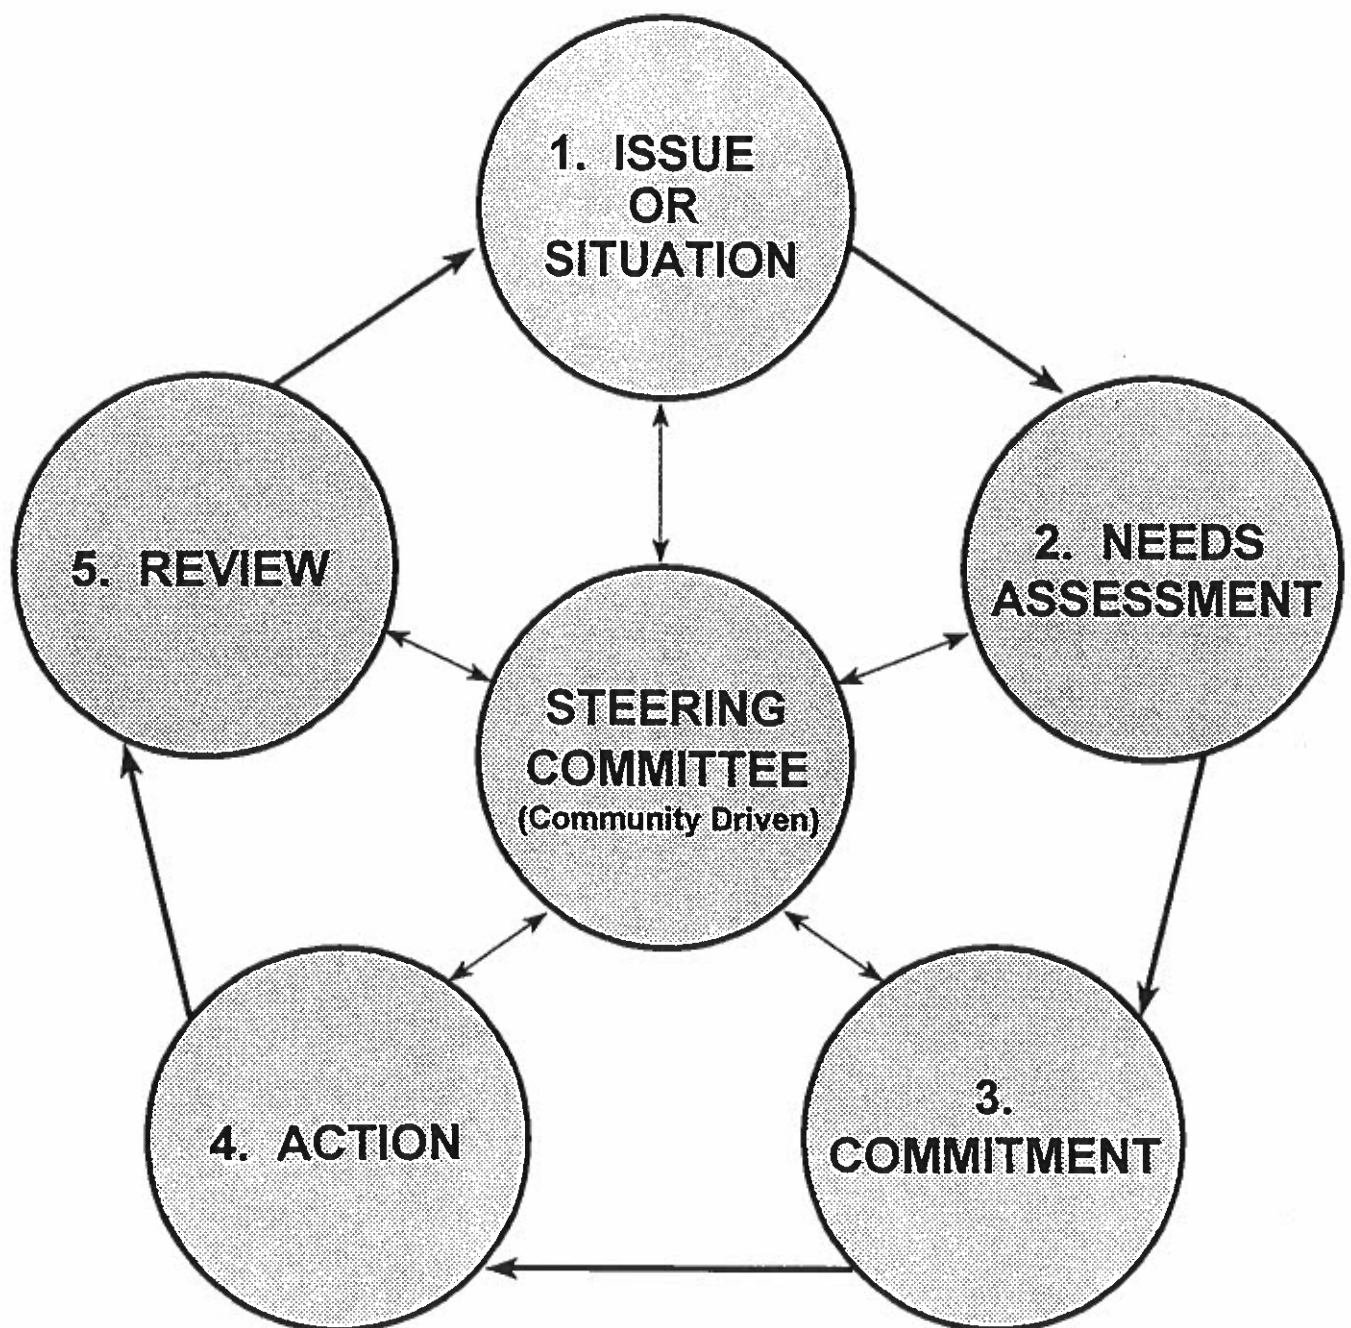 1. ISSUE
OR
SITUATION
2. NEEDS
ASSESSMENT
3.
COMMITMENT
4. ACTION
5. REVIEW
STEERING
COMMITTEE
(Community Driven)